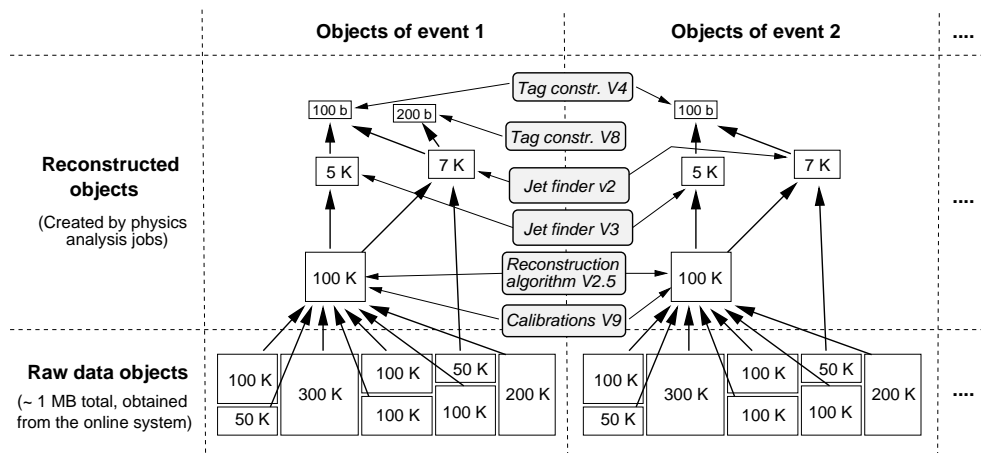 Objects of event 1
Objects of event 2
....
Tag constr. V4
100 b
200 b
100 b
Tag constr. V8
Reconstructed
objects
(Created by physics
analysis jobs)
5 K
7 K
Jet finder v2
5 K
7 K
Jet finder V3
....
100 K
Reconstruction
algorithm V2.5
100 K
Calibrations V9
Raw data objects
(~ 1 MB total, obtained
from the online system)
100 K
50 K
300 K
100 K
100 K
50 K
100 K
200 K
100 K
50 K
300 K
100 K
100 K
50 K
100 K
200 K
....